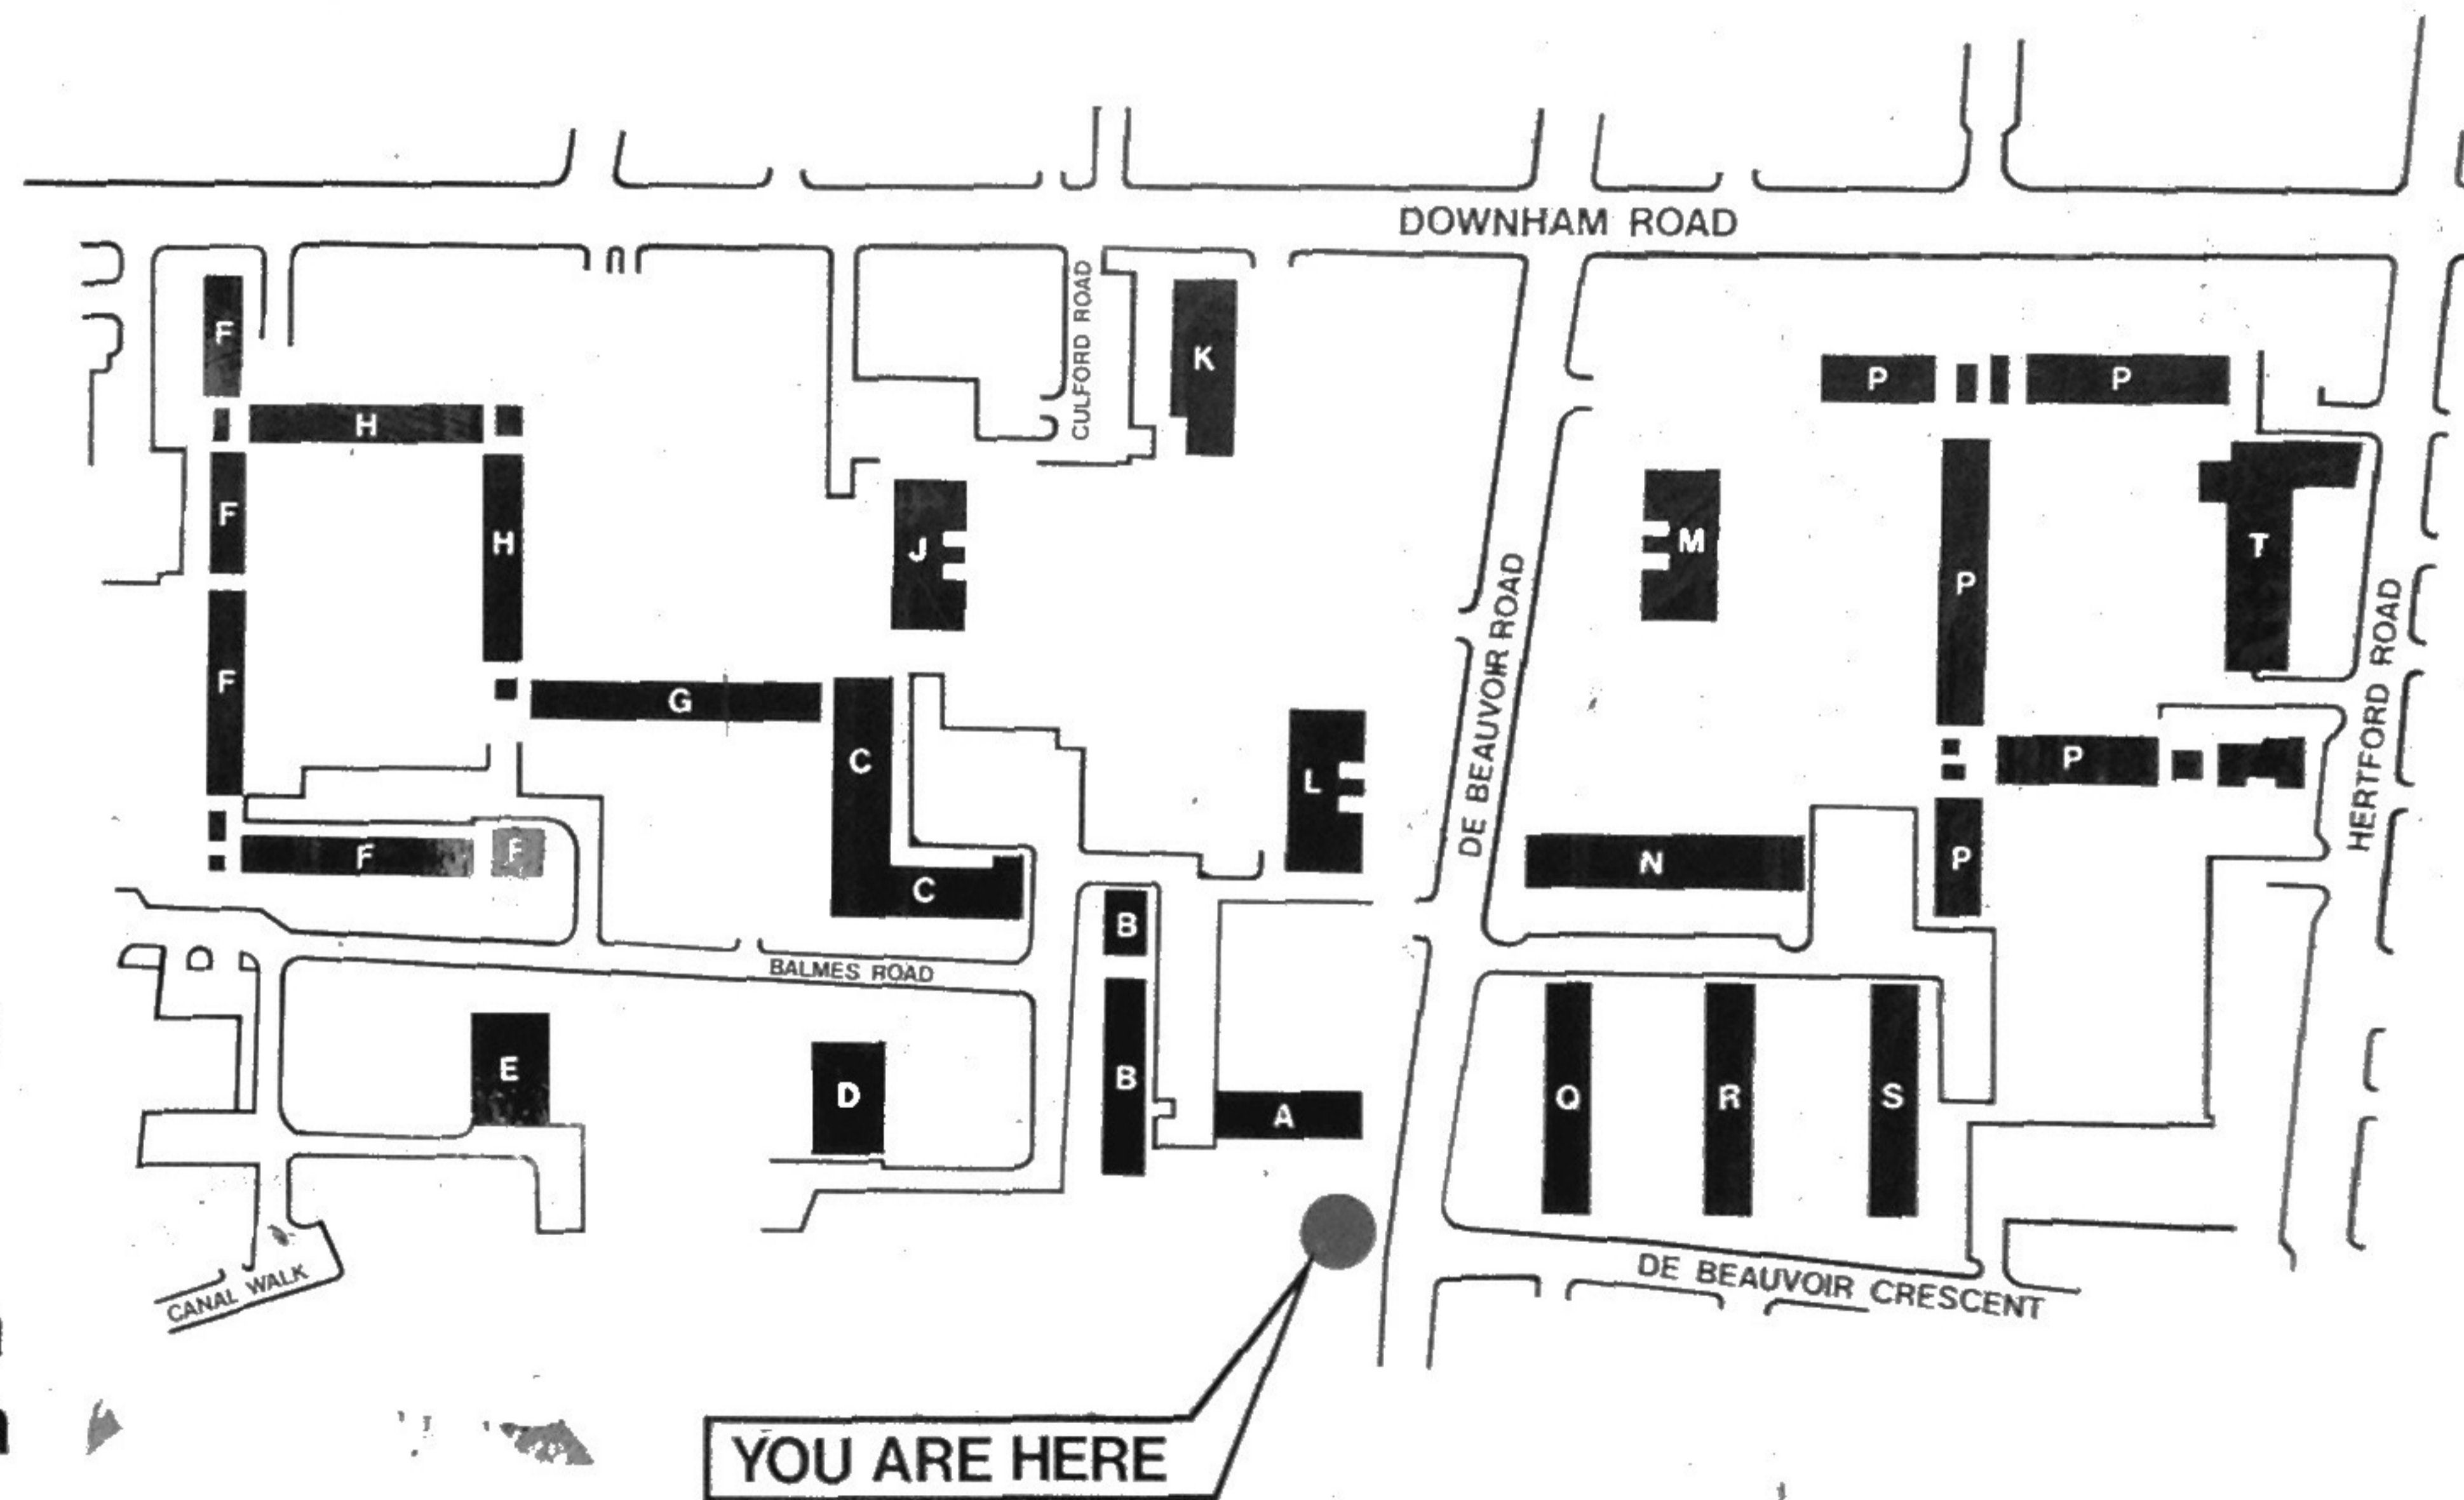 DOWNHAM ROAD
CULFORD ROAD
F
K
P
P
H
F
H
J
M
P
T
DE BEAUVOIR ROAD
HERTFORD ROAD
F
G
C
L
P
F
F
N
P
C
B
BALMES ROAD
E
D
B
A
Q
R
S
CANAL WALK
DE BEAUVOIR CRESCENT
YOU ARE HERE